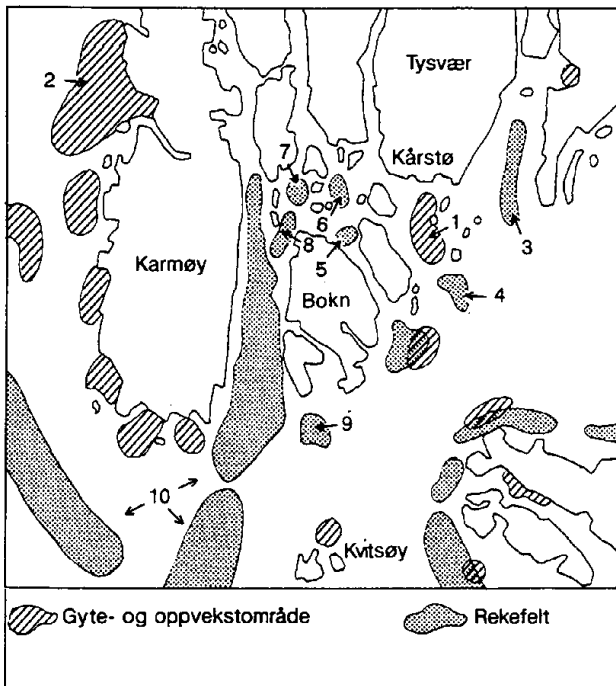 Tysvær
2
Kårstø
7
6
1
3
8
5
Karmøy
Bokn
4
9
10
Kvitsøy
Gyte- og oppvekstområde
Rekefelt